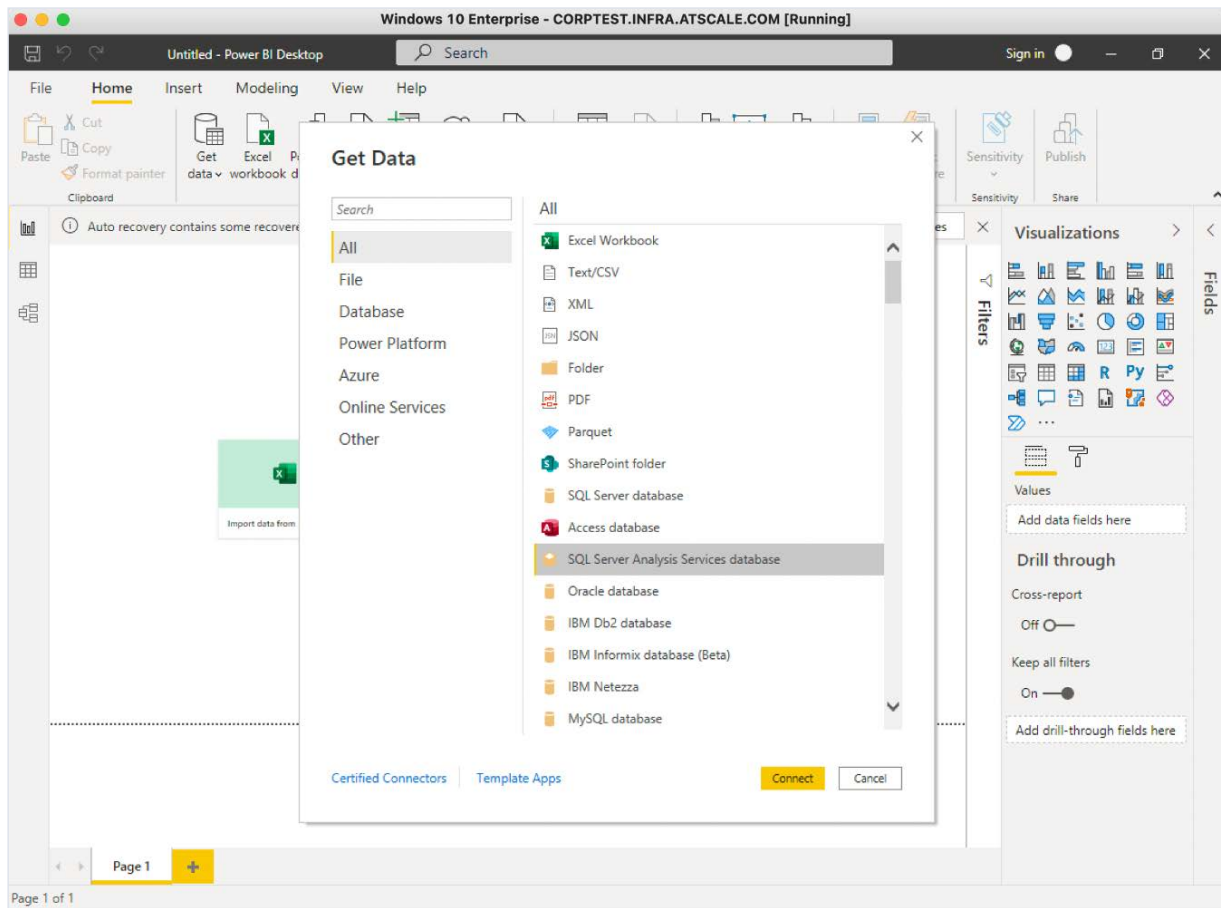 Windows 10 Enterprise - CORPTEST.INFRA.ATSCALE.COM [Running]
Untitled - Power BI Desktop
Search
Sign in
File
Home
Insert
Modeling
View
Help
Paste
Cut
Copy
Format painter
Clipboard
Get data
Excel workbook
Sensitivity
Publish
Sensitivity
Share
Auto recovery contains some recovere
es
Get Data
Search
All
File
Database
Power Platform
Azure
Online Services
Other
All
Excel Workbook
Text/CSV
XML
JSON
Folder
PDF
Parquet
SharePoint folder
SQL Server database
Access database
SQL Server Analysis Services database
Oracle database
IBM Db2 database
IBM Informix database (Beta)
IBM Netezza
MySQL database
Certified Connectors
Template Apps
Connect
Cancel
Import data from
Filters
Visualizations
R
Py
Values
Add data fields here
Drill through
Cross-report
Off
Keep all filters
On
Add drill-through fields here
Fields
Page 1
Page 1 of 1